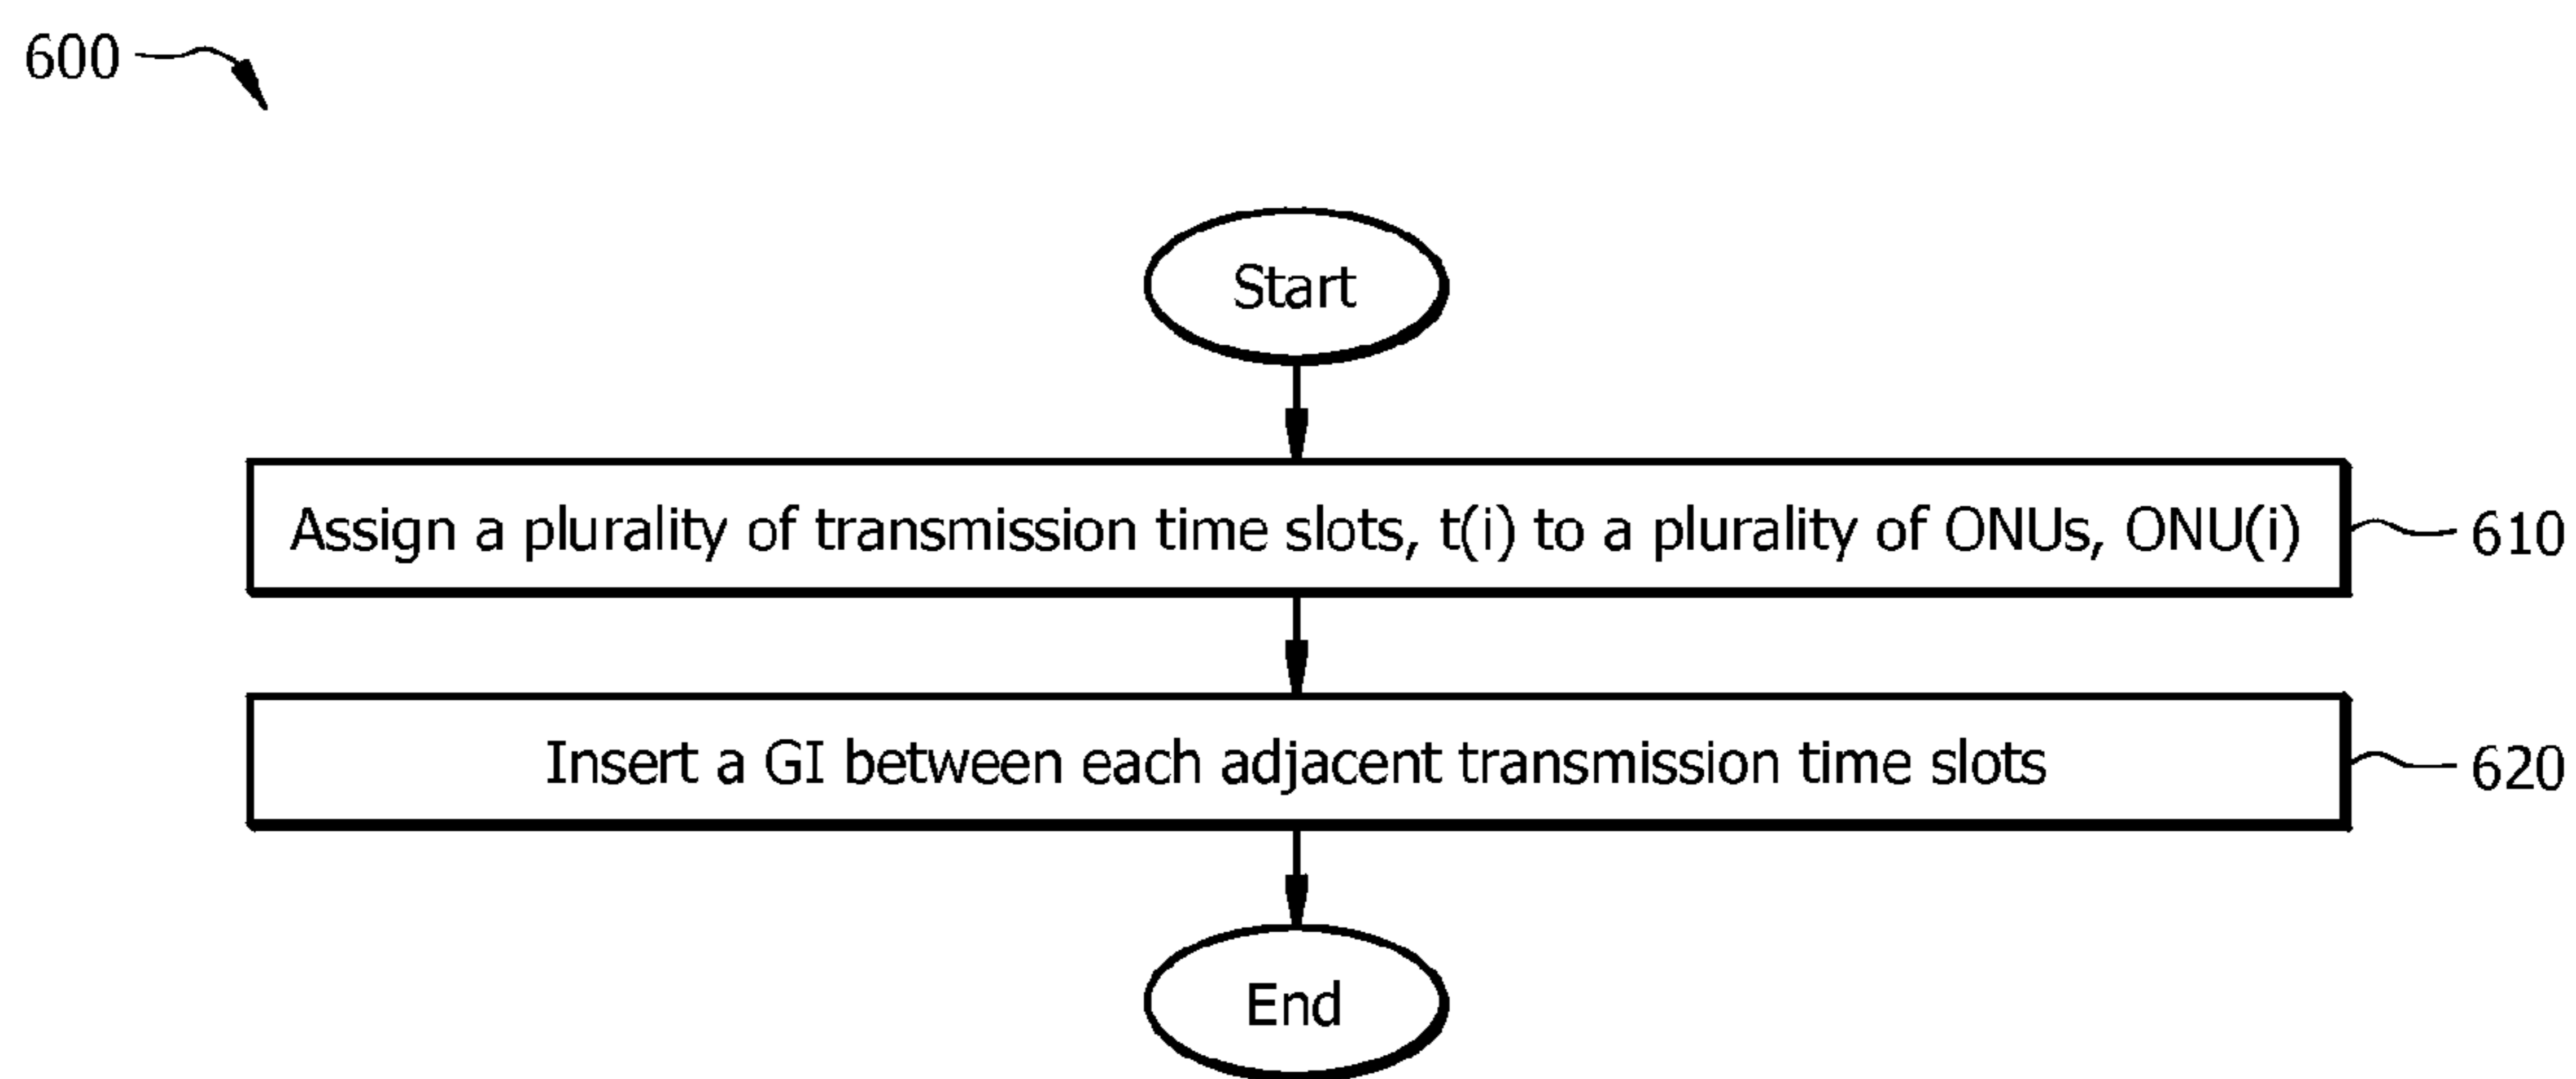 600
Start
Assign a plurality of transmission time slots, t(i) to a plurality of ONUs, ONU(i)
610
Insert a GI between each adjacent transmission time slots
620
End